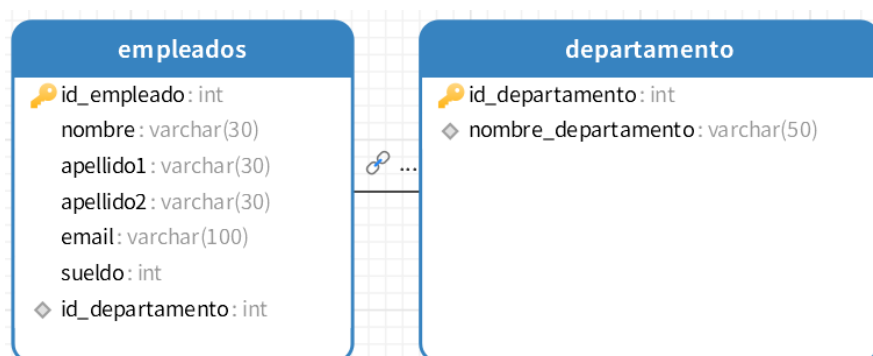 empleados
id_empleado : int
nombre : varchar(30)
apellido1 : varchar(30)
apellido2 : varchar(30)
email : varchar(100)
sueldo : int
id_departamento : int
...
departamento
id_departamento : int
nombre_departamento : varchar(50)